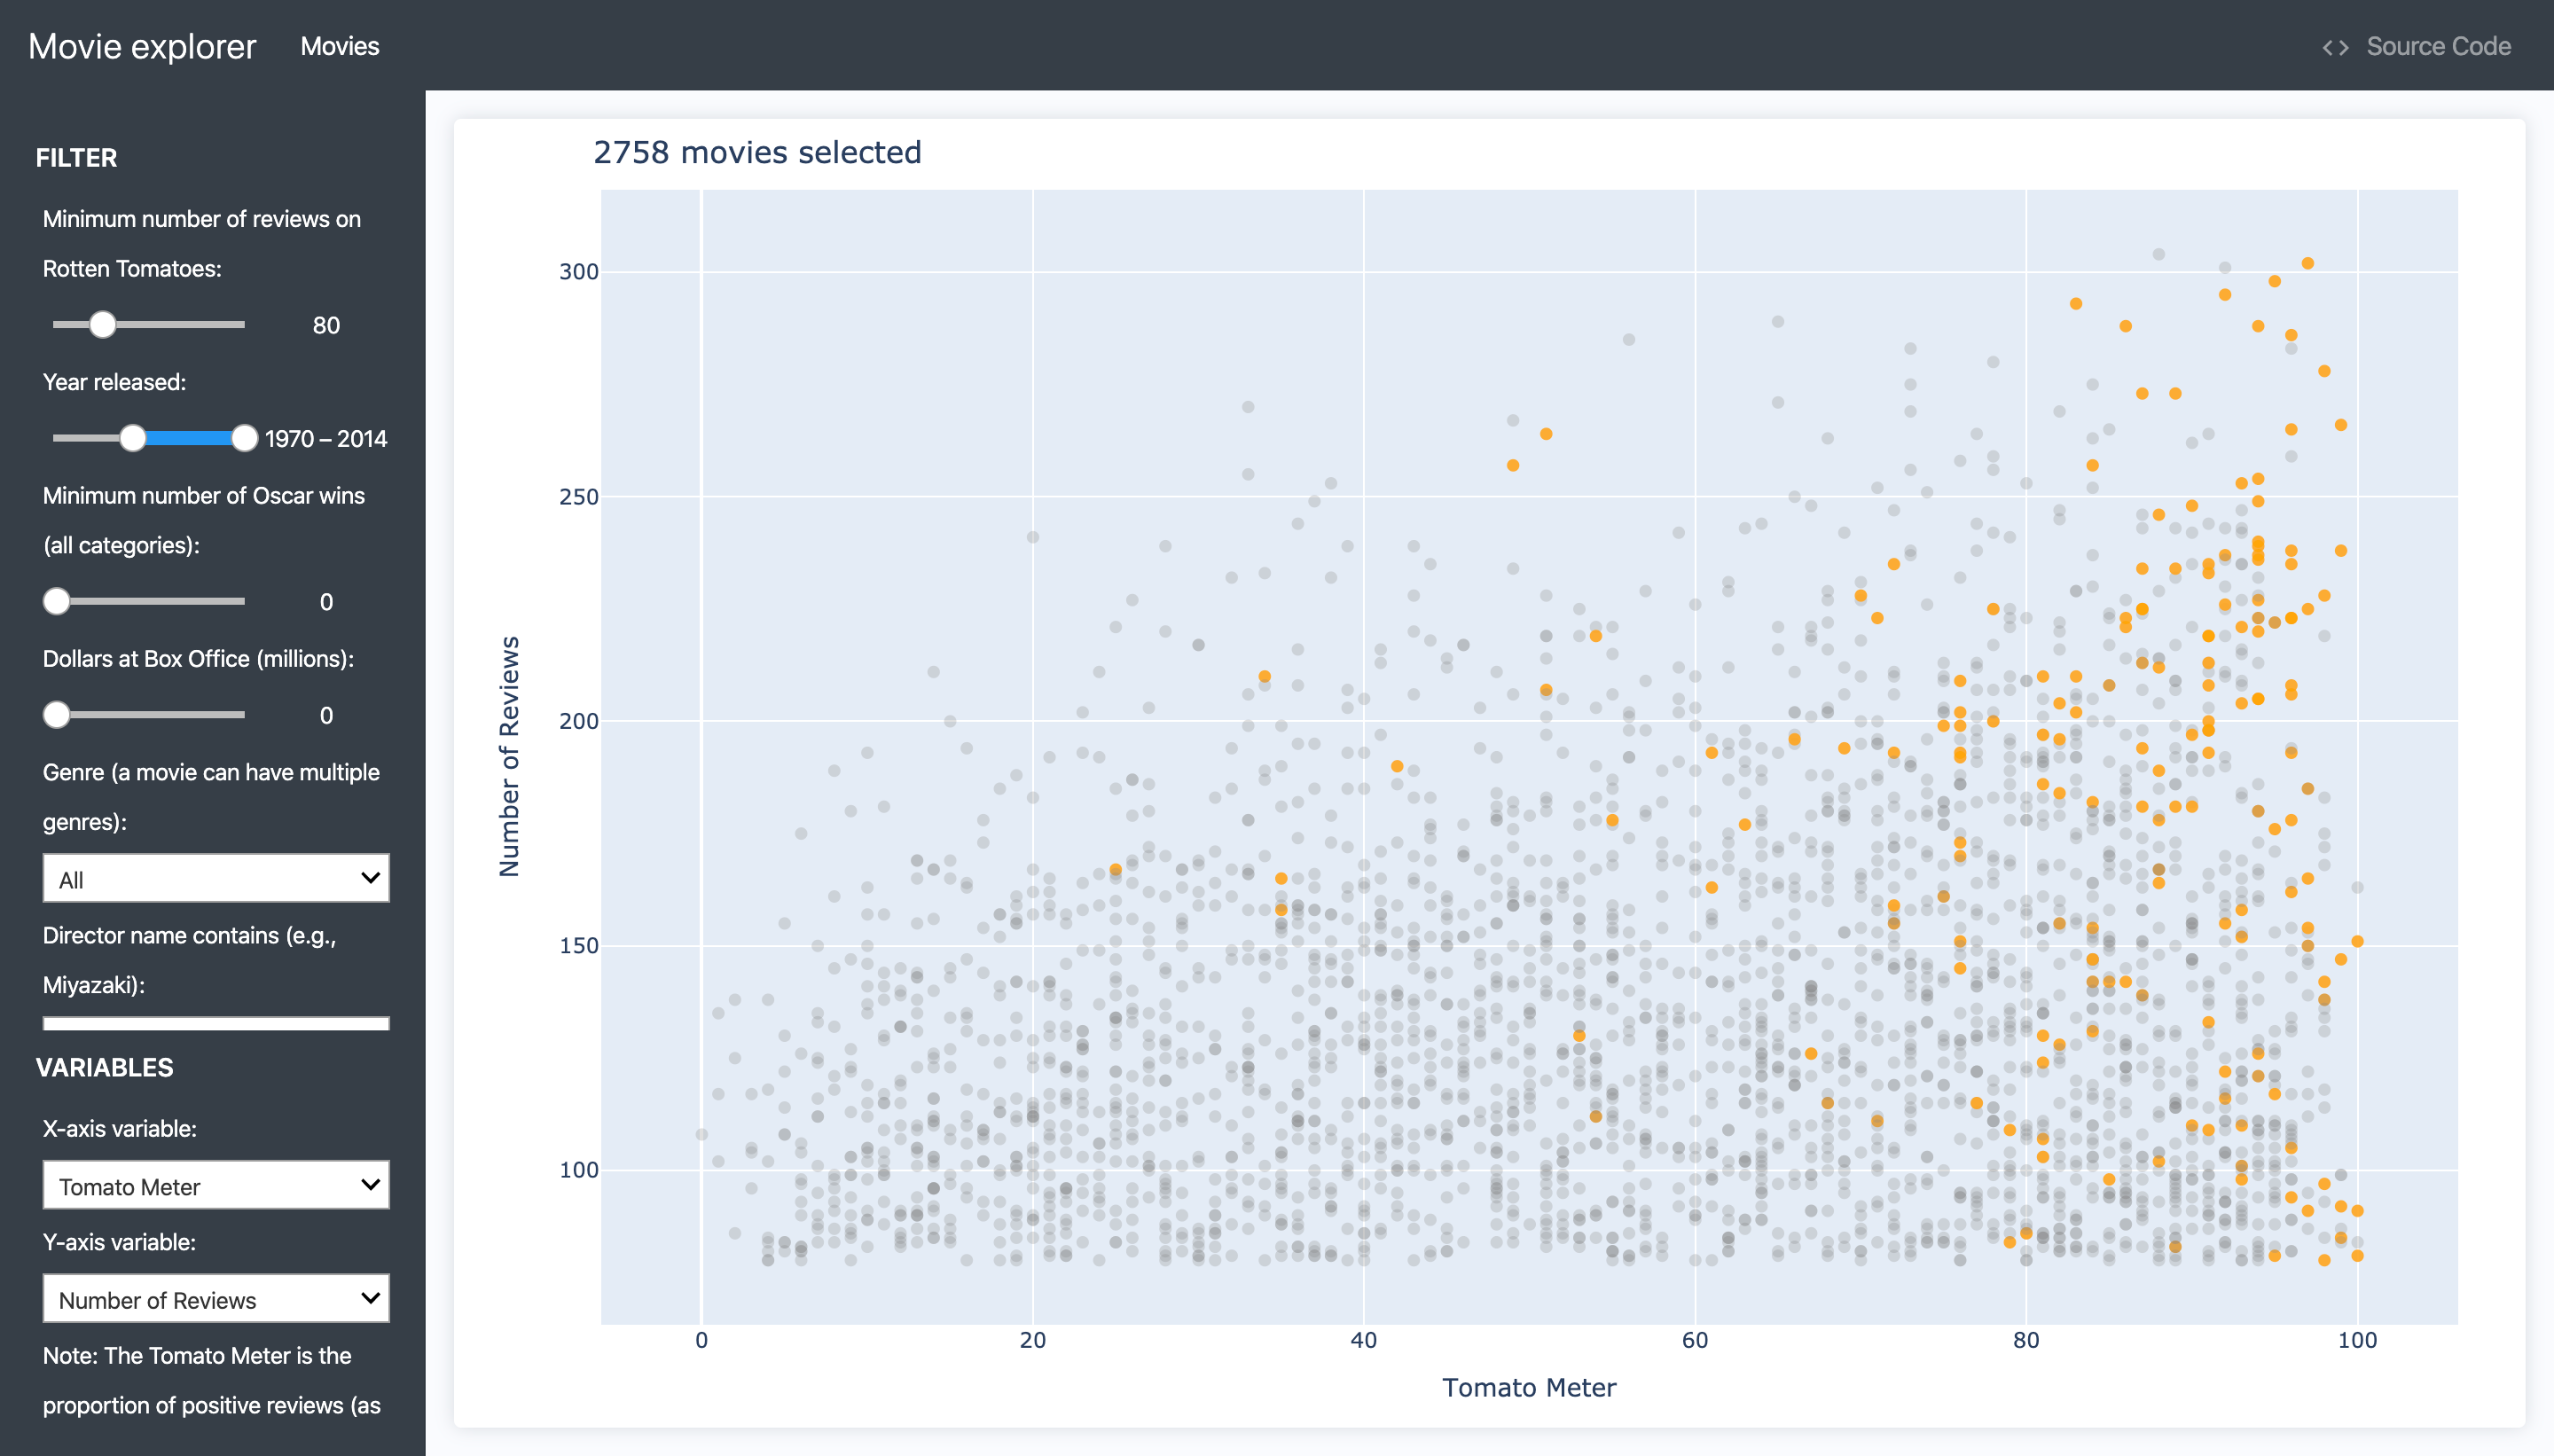 Movie explorer
Movies
<> Source Code
FILTER
Minimum number of reviews on
Rotten Tomatoes:
80
Year released:
1970 – 2014
Minimum number of Oscar wins
(all categories):
0
Dollars at Box Office (millions):
0
Genre (a movie can have multiple
genres):
All
Director name contains (e.g.,
Miyazaki):
VARIABLES
X-axis variable:
Tomato Meter
Y-axis variable:
Number of Reviews
Note: The Tomato Meter is the
proportion of positive reviews (as
2758 movies selected
Number of Reviews
300
250
200
150
100
0 20 40 60 80 100
Tomato Meter